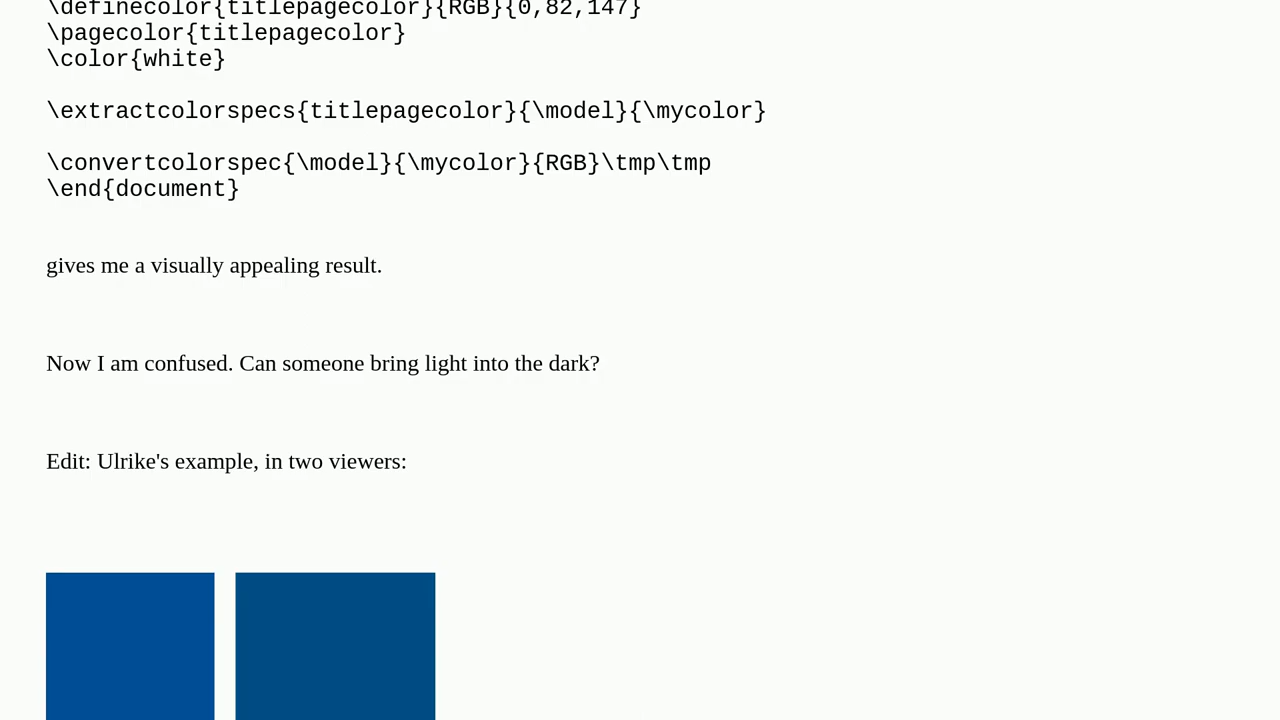 \definecolor{titlepagecolor}{RGB}{0,82,147}
\pagecolor{titlepagecolor}
\color{white}
\extractcolorspecs{titlepagecolor}{\model}{\mycolor}
\convertcolorspec{\model}{\mycolor}{RGB}\tmp\tmp
\end{document}
gives me a visually appealing result.
Now I am confused. Can someone bring light into the dark?
Edit: Ulrike's example, in two viewers: